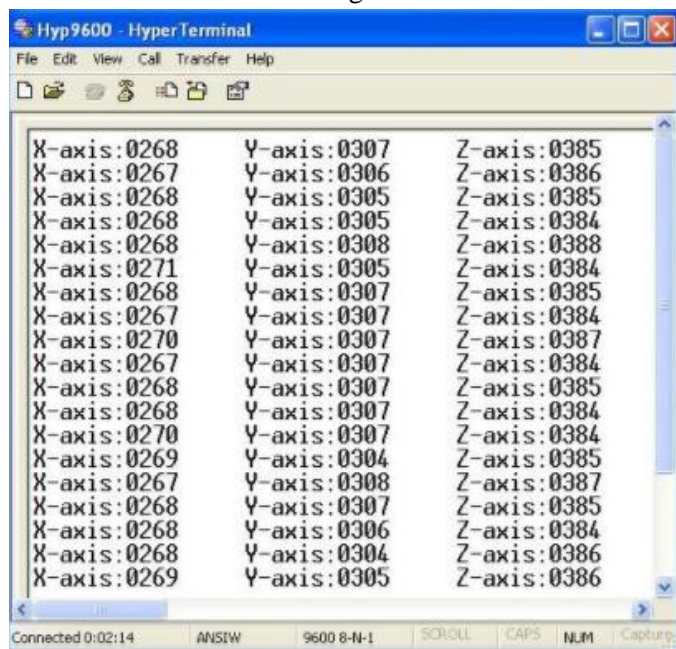 Hyp9600 - HyperTerminal
File Edit View Call Transfer Help
X-axis:0268 Y-axis:0307 Z-axis:0385
X-axis:0267 Y-axis:0306 Z-axis:0386
X-axis:0268 Y-axis:0305 Z-axis:0385
X-axis:0268 Y-axis:0305 Z-axis:0384
X-axis:0268 Y-axis:0308 Z-axis:0388
X-axis:0271 Y-axis:0305 Z-axis:0384
X-axis:0268 Y-axis:0307 Z-axis:0385
X-axis:0267 Y-axis:0307 Z-axis:0384
X-axis:0270 Y-axis:0307 Z-axis:0387
X-axis:0267 Y-axis:0307 Z-axis:0384
X-axis:0268 Y-axis:0307 Z-axis:0385
X-axis:0268 Y-axis:0307 Z-axis:0384
X-axis:0270 Y-axis:0307 Z-axis:0384
X-axis:0269 Y-axis:0304 Z-axis:0385
X-axis:0267 Y-axis:0308 Z-axis:0387
X-axis:0268 Y-axis:0307 Z-axis:0385
X-axis:0268 Y-axis:0306 Z-axis:0384
X-axis:0268 Y-axis:0304 Z-axis:0386
X-axis:0269 Y-axis:0305 Z-axis:0386
Connected 0:02:14 ANSIW 9600 8-N-1 SCROLL CAPS NUM Capture